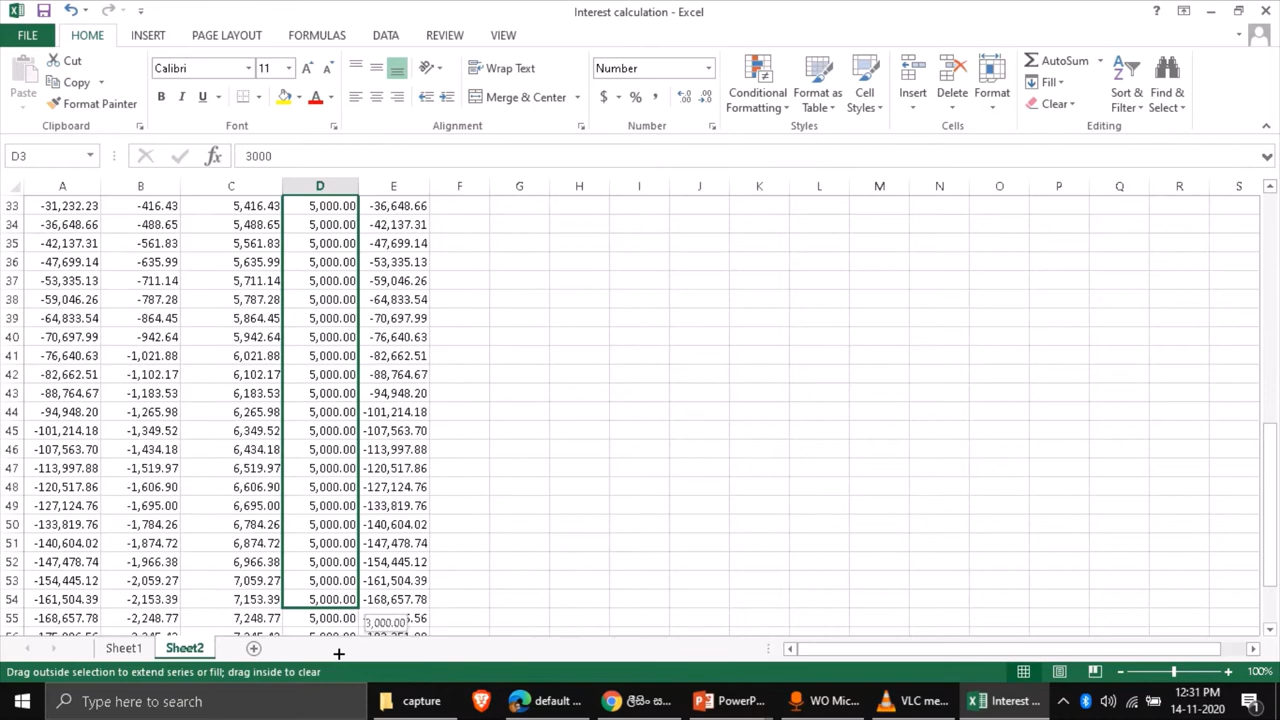 Interest calculation - Excel
FILE HOME INSERT PAGE LAYOUT FORMULAS DATA REVIEW VIEW
Paste
Cut
Copy
Format Painter
Calibri 11
B I U
Wrap Text
Merge & Center
Number
$ % ,
Conditional Formatting
Format as Table
Cell Styles
Insert
Delete
Format
AutoSum
Fill
Clear
Sort & Filter
Find & Select
Clipboard Font Alignment Number Styles Cells Editing
D3 fx 3000
A B C D E F G H I J K L M N O P Q R S
33 -31,232.23 -416.43 5,416.43 5,000.00 -36,648.66
34 -36,648.66 -488.65 5,488.65 5,000.00 -42,137.31
35 -42,137.31 -561.83 5,561.83 5,000.00 -47,699.14
36 -47,699.14 -635.99 5,635.99 5,000.00 -53,335.13
37 -53,335.13 -711.14 5,711.14 5,000.00 -59,046.26
38 -59,046.26 -787.28 5,787.28 5,000.00 -64,833.54
39 -64,833.54 -864.45 5,864.45 5,000.00 -70,697.99
40 -70,697.99 -942.64 5,942.64 5,000.00 -76,640.63
41 -76,640.63 -1,021.88 6,021.88 5,000.00 -82,662.51
42 -82,662.51 -1,102.17 6,102.17 5,000.00 -88,764.67
43 -88,764.67 -1,183.53 6,183.53 5,000.00 -94,948.20
44 -94,948.20 -1,265.98 6,265.98 5,000.00 -101,214.18
45 -101,214.18 -1,349.52 6,349.52 5,000.00 -107,563.70
46 -107,563.70 -1,434.18 6,434.18 5,000.00 -113,997.88
47 -113,997.88 -1,519.97 6,519.97 5,000.00 -120,517.86
48 -120,517.86 -1,606.90 6,606.90 5,000.00 -127,124.76
49 -127,124.76 -1,695.00 6,695.00 5,000.00 -133,819.76
50 -133,819.76 -1,784.26 6,784.26 5,000.00 -140,604.02
51 -140,604.02 -1,874.72 6,874.72 5,000.00 -147,478.74
52 -147,478.74 -1,966.38 6,966.38 5,000.00 -154,445.12
53 -154,445.12 -2,059.27 7,059.27 5,000.00 -161,504.39
54 -161,504.39 -2,153.39 7,153.39 5,000.00 -168,657.78
55 -168,657.78 -2,248.77 7,248.77 5,000.00
3,000.00
Sheet1 Sheet2
Drag outside selection to extend series or fill; drag inside to clear
100%
Type here to search
capture
default ...
ලිසිං ස...
PowerP...
WO Mic...
VLC me...
Interest ...
12:31 PM
14-11-2020